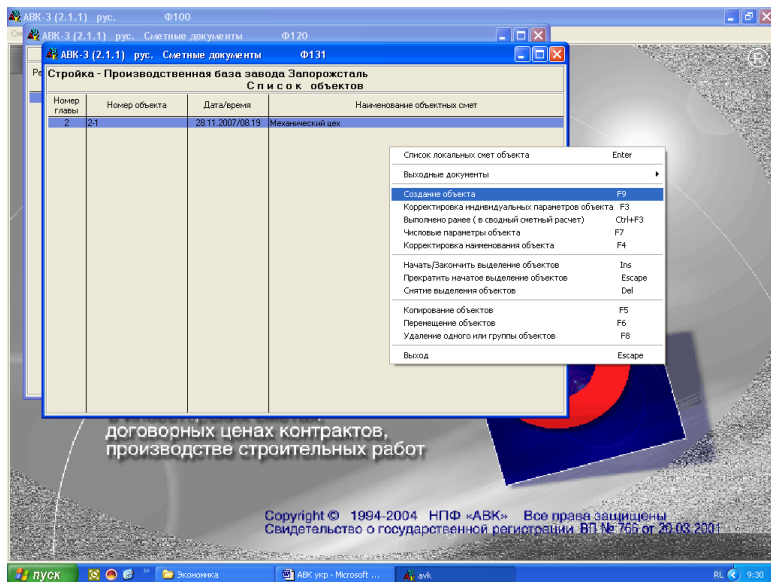 АВК-3 (2.1.1) рус. Ф100
АВК-3 (2.1.1) рус. Сметные документы Ф120
АВК-3 (2.1.1) рус. Сметные документы Ф131
Стройка - Производственная база завода Запорожсталь
Список объектов
Номер главы Номер объекта Дата/время Наименование объектных смет
2 2-1 28.11.2007/08.19 Механический цех
Список локальных смет объекта Enter
Выходные документы
Создание объекта F9
Корректировка индивидуальных параметров объекта F3
Выполнено ранее ( в сводный сметный расчет) Ctrl+F3
Числовые параметры объекта F7
Корректировка наименования объекта F4
Начать/Закончить выделение объектов Ins
Прекратить начатое выделение объектов Escape
Снятие выделения объектов Del
Копирование объектов F5
Перемещение объектов F6
Удаление одного или группы объектов F8
Выход Escape
договорных ценах контрактов,
производстве строительных работ
Copyright © 1994-2004 НПФ «АВК» Все права защищены
Свидетельство о государственной регистрации ВП № 766 от 20.03.2001
пуск » Экономика АВК укр - Microsoft ... avk RL 9:30